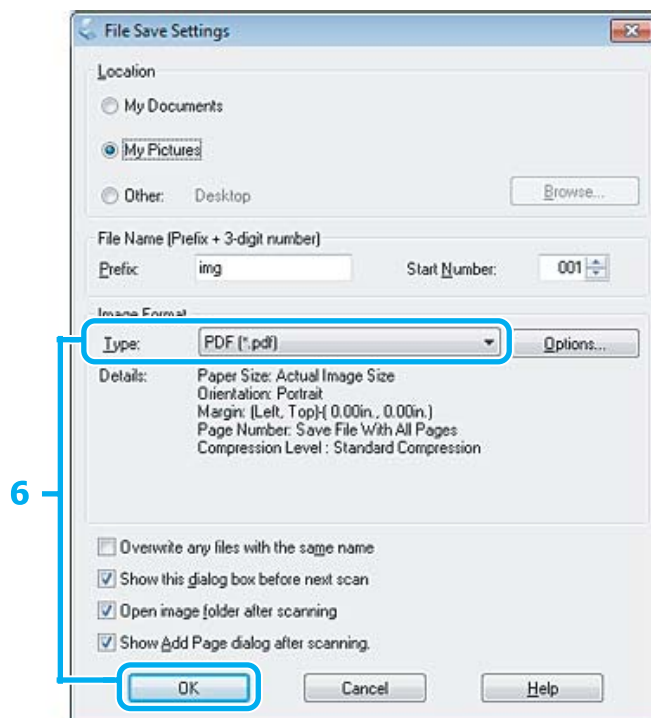 File Save Settings
Location
My Documents
My Pictures
Other: Desktop Browse...
File Name (Prefix + 3-digit number)
Prefix: img Start Number: 001
Image Format
Type: PDF (*.pdf) Options...
Details: Paper Size: Actual Image Size
Orientation: Portrait
Margin: (Left, Top)-( 0.00in., 0.00in.)
Page Number: Save File With All Pages
Compression Level : Standard Compression
6
Overwrite any files with the same name
Show this dialog box before next scan
Open image folder after scanning
Show Add Page dialog after scanning.
OK Cancel Help